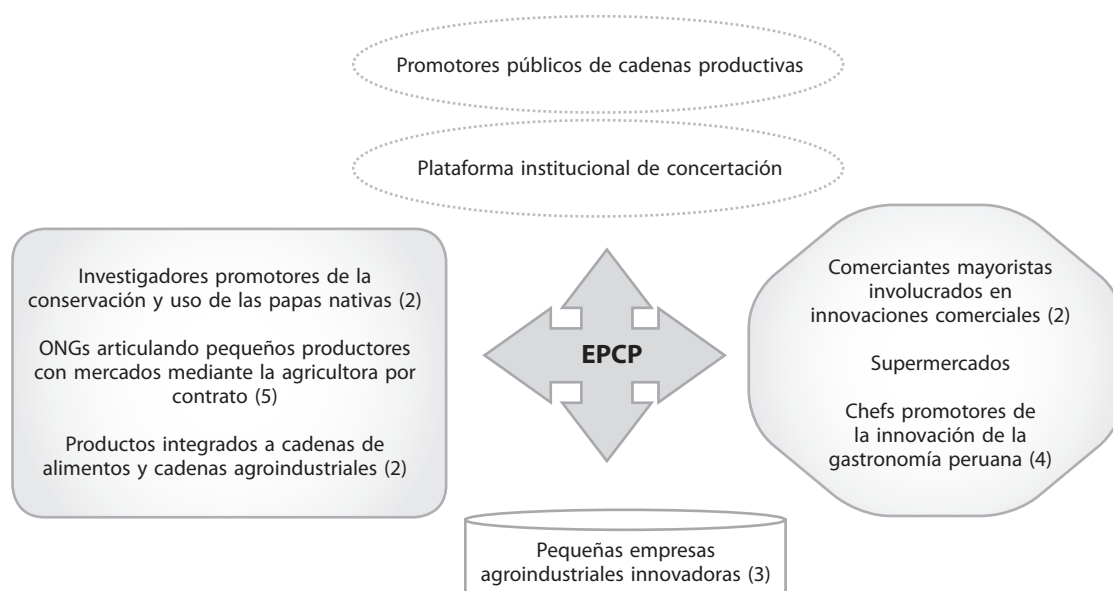 Promotores públicos de cadenas productivas
Plataforma institucional de concertación
Investigadores promotores de la
conservación y uso de las papas nativas (2)
ONGs articulando pequeños productores
con mercados mediante la agricultora por
contrato (5)
Productos integrados a cadenas de
alimentos y cadenas agroindustriales (2)
EPCP
Comerciantes mayoristas
involucrados en
innovaciones comerciales (2)
Supermercados
Chefs promotores de
la innovación de la
gastronomía peruana (4)
Pequeñas empresas
agroindustriales innovadoras (3)